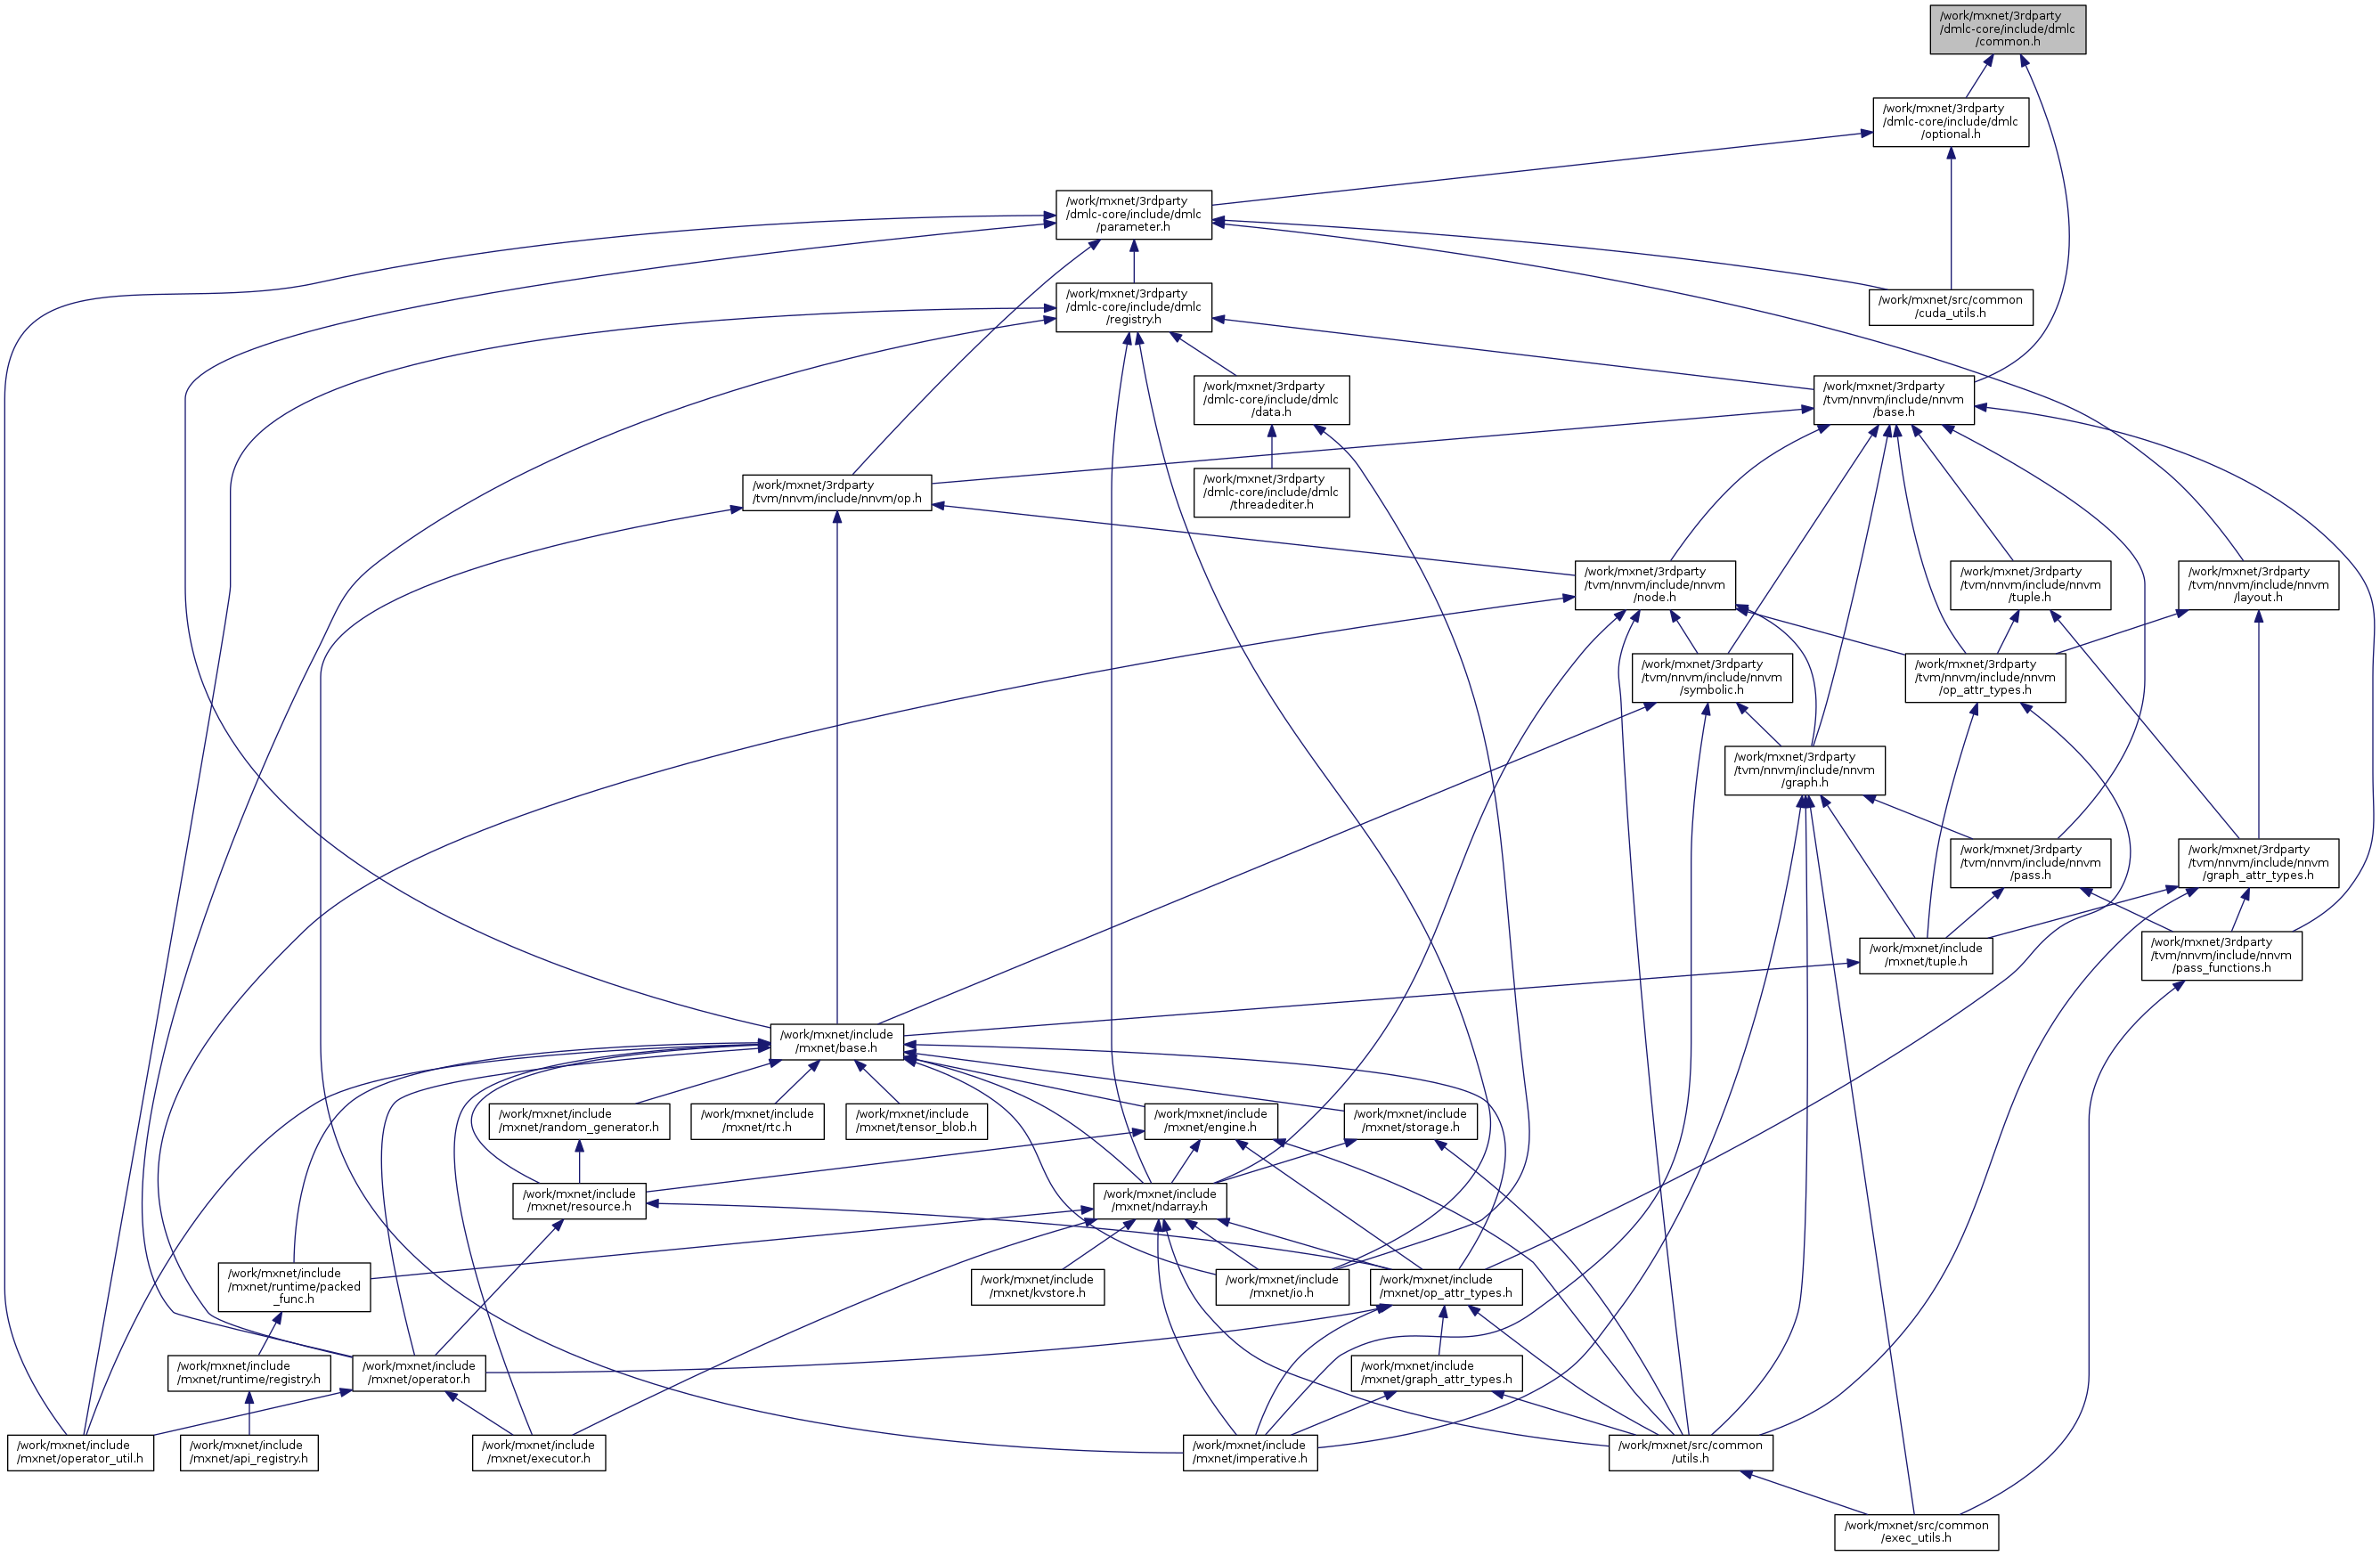 /work/mxnet/3rdparty
/dmlc-core/include/dmlc
/common.h
/work/mxnet/3rdparty
/dmlc-core/include/dmlc
/optional.h
/work/mxnet/3rdparty
/dmlc-core/include/dmlc
/parameter.h
/work/mxnet/3rdparty
/dmlc-core/include/dmlc
/registry.h
/work/mxnet/src/common
/cuda_utils.h
/work/mxnet/3rdparty
/dmlc-core/include/dmlc
/data.h
/work/mxnet/3rdparty
/tvm/nnvm/include/nnvm
/base.h
/work/mxnet/3rdparty
/tvm/nnvm/include/nnvm/op.h
/work/mxnet/3rdparty
/dmlc-core/include/dmlc
/threadediter.h
/work/mxnet/3rdparty
/tvm/nnvm/include/nnvm
/node.h
/work/mxnet/3rdparty
/tvm/nnvm/include/nnvm
/tuple.h
/work/mxnet/3rdparty
/tvm/nnvm/include/nnvm
/layout.h
/work/mxnet/3rdparty
/tvm/nnvm/include/nnvm
/symbolic.h
/work/mxnet/3rdparty
/tvm/nnvm/include/nnvm
/op_attr_types.h
/work/mxnet/3rdparty
/tvm/nnvm/include/nnvm
/graph.h
/work/mxnet/3rdparty
/tvm/nnvm/include/nnvm
/pass.h
/work/mxnet/3rdparty
/tvm/nnvm/include/nnvm
/graph_attr_types.h
/work/mxnet/include
/mxnet/tuple.h
/work/mxnet/3rdparty
/tvm/nnvm/include/nnvm
/pass_functions.h
/work/mxnet/include
/mxnet/base.h
/work/mxnet/include
/mxnet/random_generator.h
/work/mxnet/include
/mxnet/rtc.h
/work/mxnet/include
/mxnet/tensor_blob.h
/work/mxnet/include
/mxnet/engine.h
/work/mxnet/include
/mxnet/storage.h
/work/mxnet/include
/mxnet/resource.h
/work/mxnet/include
/mxnet/ndarray.h
/work/mxnet/include
/mxnet/runtime/packed
_func.h
/work/mxnet/include
/mxnet/kvstore.h
/work/mxnet/include
/mxnet/io.h
/work/mxnet/include
/mxnet/op_attr_types.h
/work/mxnet/include
/mxnet/runtime/registry.h
/work/mxnet/include
/mxnet/operator.h
/work/mxnet/include
/mxnet/graph_attr_types.h
/work/mxnet/include
/mxnet/operator_util.h
/work/mxnet/include
/mxnet/api_registry.h
/work/mxnet/include
/mxnet/executor.h
/work/mxnet/include
/mxnet/imperative.h
/work/mxnet/src/common
/utils.h
/work/mxnet/src/common
/exec_utils.h